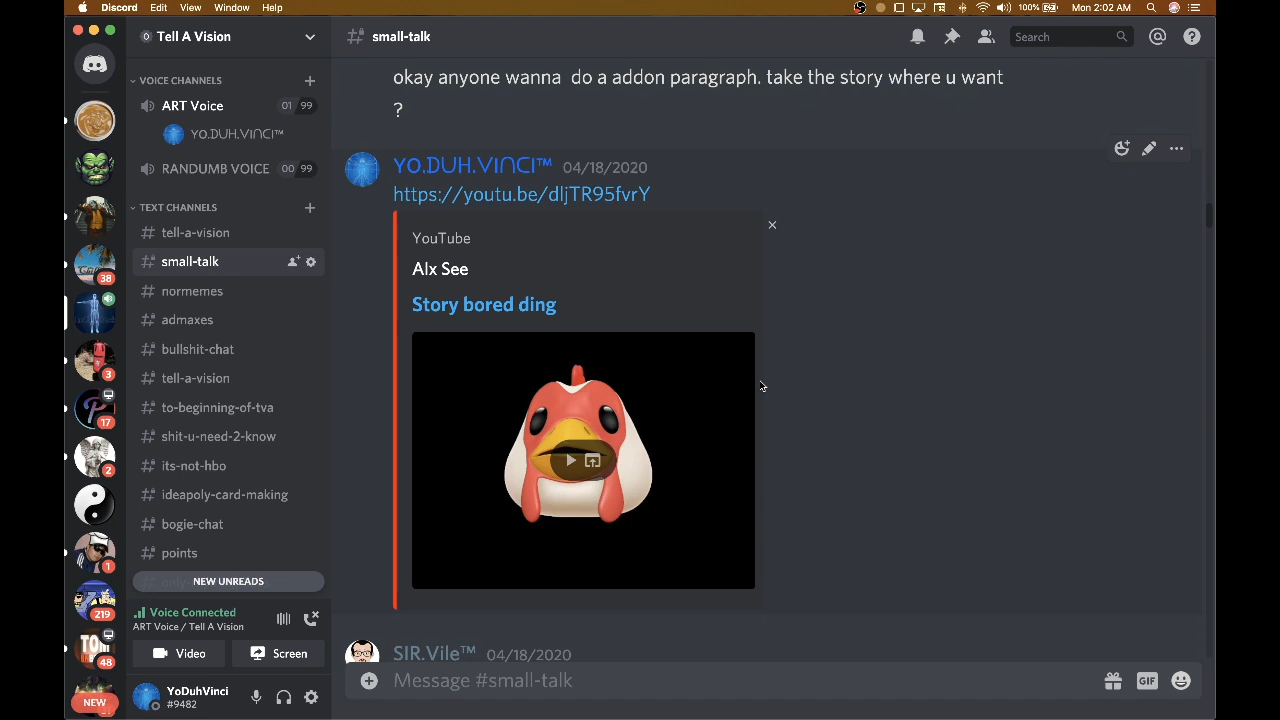 Discord Edit View Window Help
100% Mon 2:02 AM
Tell A Vision
small-talk
Search
VOICE CHANNELS
ART Voice 01 99
YO.DUH.VINCI™
RANDUMB VOICE 00 99
TEXT CHANNELS
tell-a-vision
small-talk
normemes
admaxes
bullshit-chat
tell-a-vision
to-beginning-of-tva
shit-u-need-2-know
its-not-hbo
ideapoly-card-making
bogie-chat
points
NEW UNREADS
Voice Connected
ART Voice / Tell A Vision
Video Screen
YoDuhVinci
#9482
38
3
17
2
1
219
48
NEW
okay anyone wanna do a addon paragraph. take the story where u want
?
YO.DUH.VINCI™ 04/18/2020
https://youtu.be/dljTR95fvrY
YouTube
Alx See
Story bored ding
SIR.Vile™ 04/18/2020
Message #small-talk
GIF